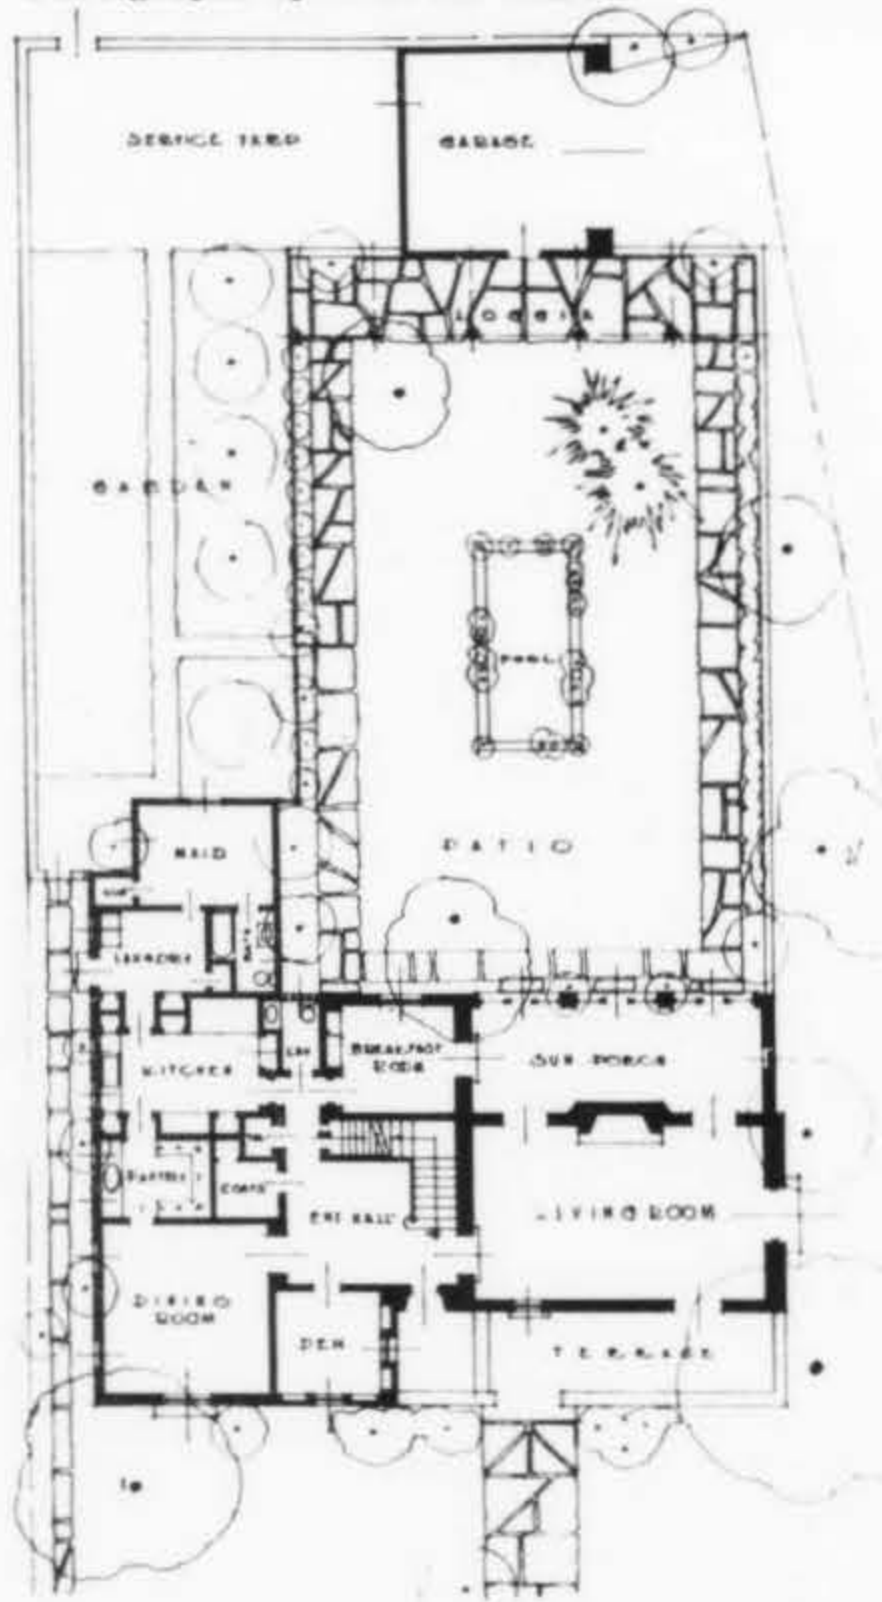 SERVICE YARD
GARAGE
LOGGIA
GARDEN
POOL
PATIO
MAID
LAUNDRY
BATH
KITCHEN
LAV
BREAKFAST
ROOM
SUN PORCH
PANTRY
COATS
ENT. HALL
LIVING ROOM
DINING
ROOM
DEN
TERRACE